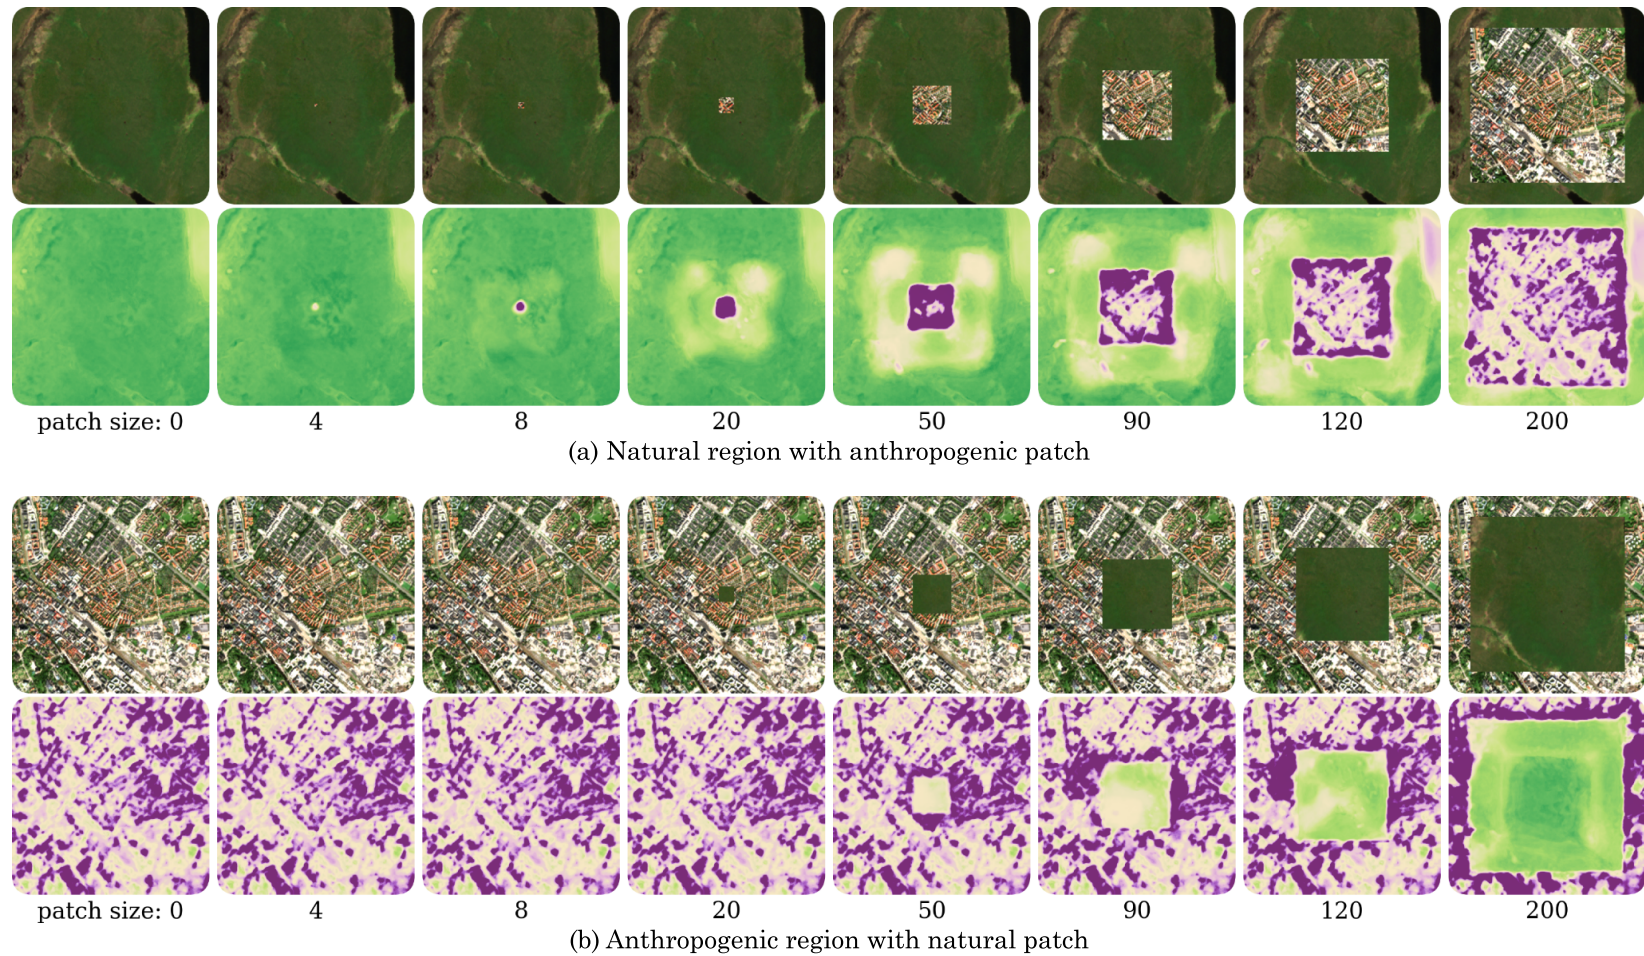 patch size: 0 4 8 20 50 90 120 200
(a) Natural region with anthropogenic patch
patch size: 0 4 8 20 50 90 120 200
(b) Anthropogenic region with natural patch